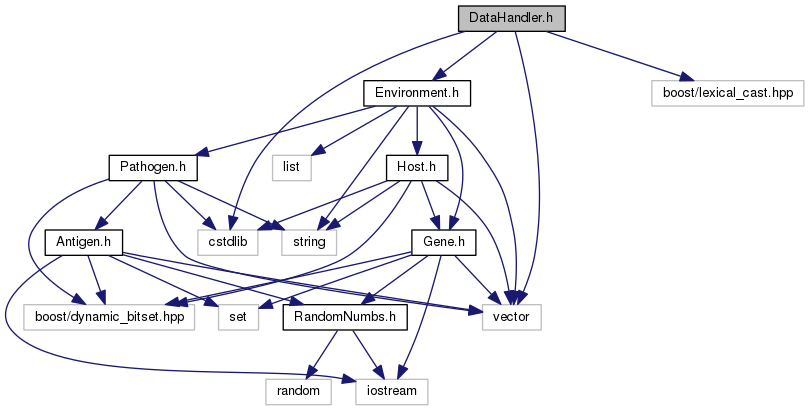 DataHandler.h
Environment.h
boost/lexical_cast.hpp
Pathogen.h
list
Host.h
Antigen.h
cstdlib
string
Gene.h
boost/dynamic_bitset.hpp
set
RandomNumbs.h
vector
random
iostream